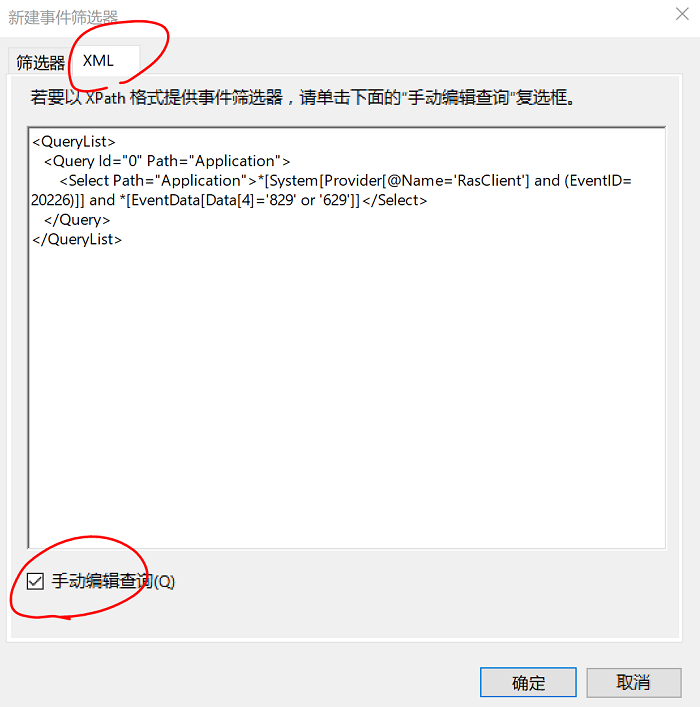 新建事件筛选器
筛选器 XML
若要以 XPath 格式提供事件筛选器，请单击下面的"手动编辑查询"复选框。
<QueryList>
<Query Id="0" Path="Application">
<Select Path="Application">*[System[Provider[@Name='RasClient'] and (EventID=
20226)]] and *[EventData[Data[4]='829' or '629']]</Select>
</Query>
</QueryList>
手动编辑查询(Q)
确定 取消